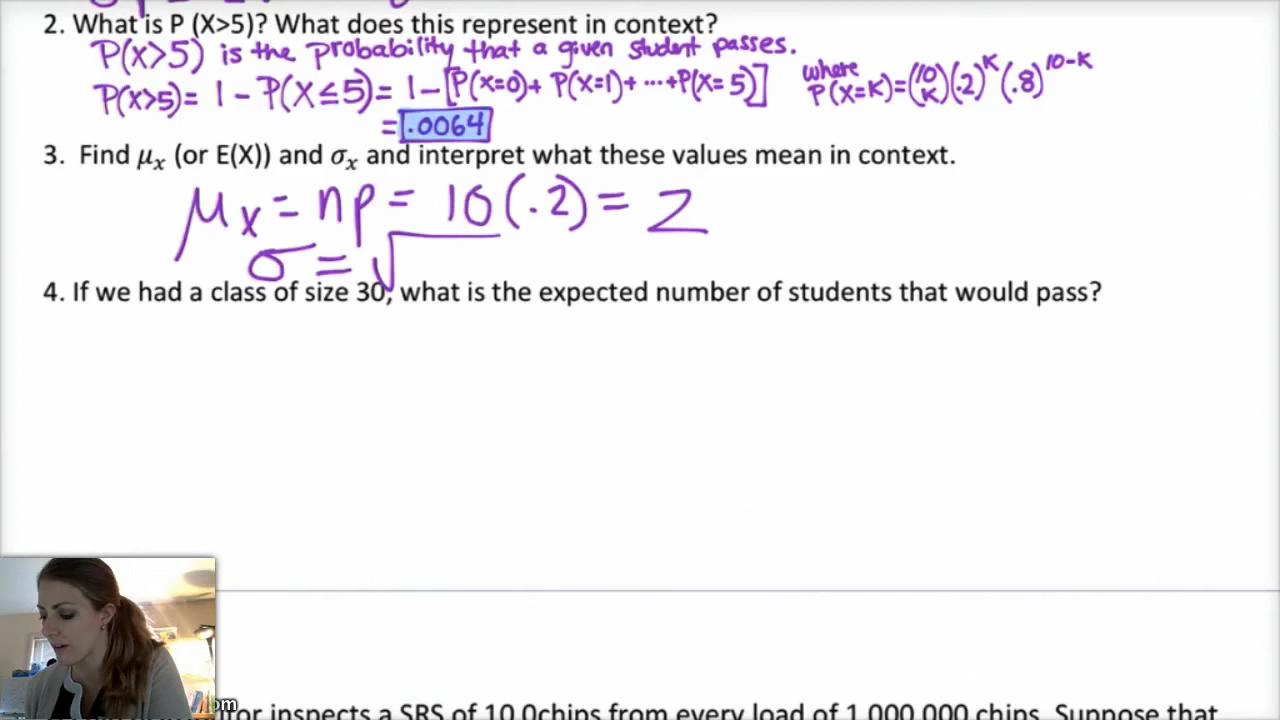 2. What is P (X>5)? What does this represent in context?
P(X>5) is the probability that a given student passes.
P(X>5)= 1 - P(X≤5)= 1-[P(X=0)+ P(X=1)+ ...+P(X=5)] where P(X=K)=(10 K)(.2)^K(.8)^10-K
= .0064
3. Find μx (or E(X)) and σx and interpret what these values mean in context.
μx = np = 10(.2) = 2
σ = √
4. If we had a class of size 30, what is the expected number of students that would pass?
inspects a SRS of 10 0chips from every load of 1,000,000 chips. Suppose that